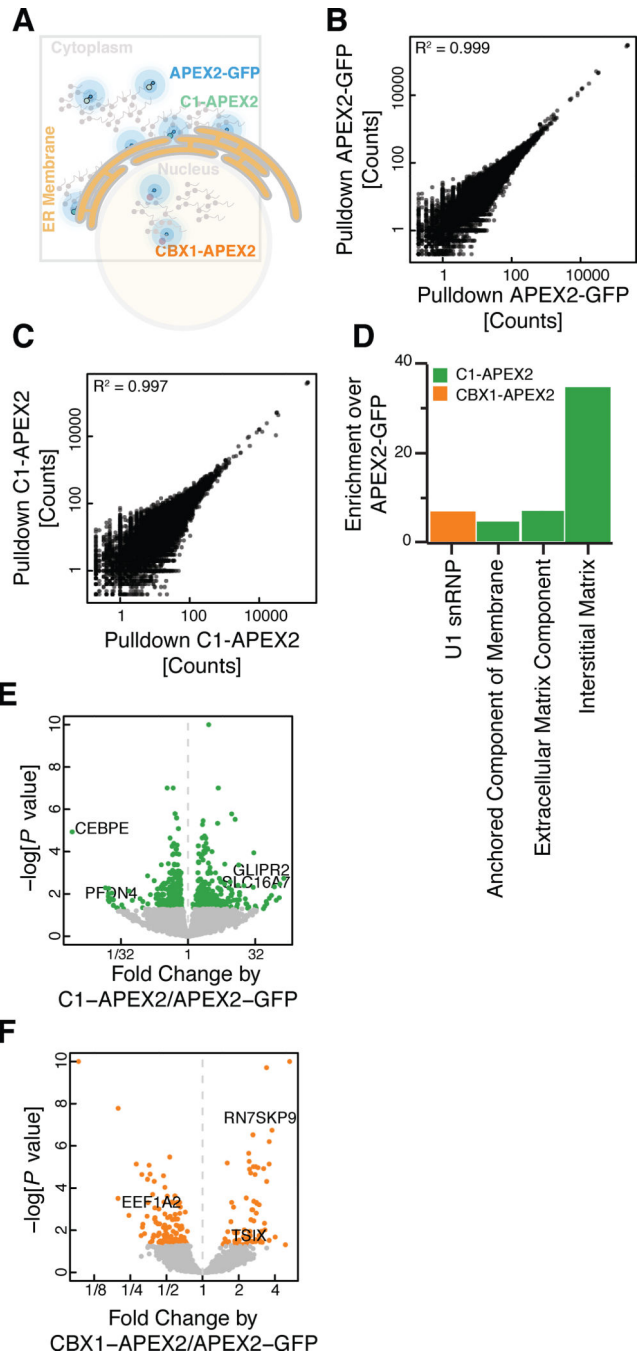 A
Cytoplasm
APEX2-GFP
C1-APEX2
ER Membrane
Nucleus
CBX1-APEX2
B
R² = 0.999
Pulldown APEX2-GFP
[Counts]
10000
100
1
1
100
10000
Pulldown APEX2-GFP
[Counts]
C
R² = 0.997
Pulldown C1-APEX2
[Counts]
10000
100
1
1
100
10000
Pulldown C1-APEX2
[Counts]
D
40
20
0
Enrichment over
APEX2-GFP
C1-APEX2
CBX1-APEX2
U1 snRNP
Anchored Component of Membrane
Extracellular Matrix Component
Interstitial Matrix
E
10
8
6
4
2
0
−log[P value]
CEBPE
PFDN4
GLIPR2
SLC16A7
1/32
1
32
Fold Change by
C1−APEX2/APEX2−GFP
F
10
8
6
4
2
0
−log[P value]
RN7SKP9
EEF1A2
TSIX
1/8
1/4
1/2
1
2
4
Fold Change by
CBX1−APEX2/APEX2−GFP